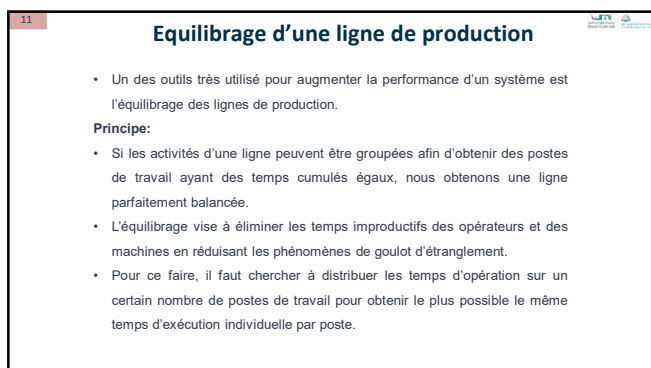 11
Equilibrage d’une ligne de production
• Un des outils très utilisé pour augmenter la performance d’un système est
l’équilibrage des lignes de production.
Principe:
• Si les activités d’une ligne peuvent être groupées afin d’obtenir des postes
de travail ayant des temps cumulés égaux, nous obtenons une ligne
parfaitement balancée.
• L’équilibrage vise à éliminer les temps improductifs des opérateurs et des
machines en réduisant les phénomènes de goulot d’étranglement.
• Pour ce faire, il faut chercher à distribuer les temps d’opération sur un
certain nombre de postes de travail pour obtenir le plus possible le même
temps d’exécution individuelle par poste.